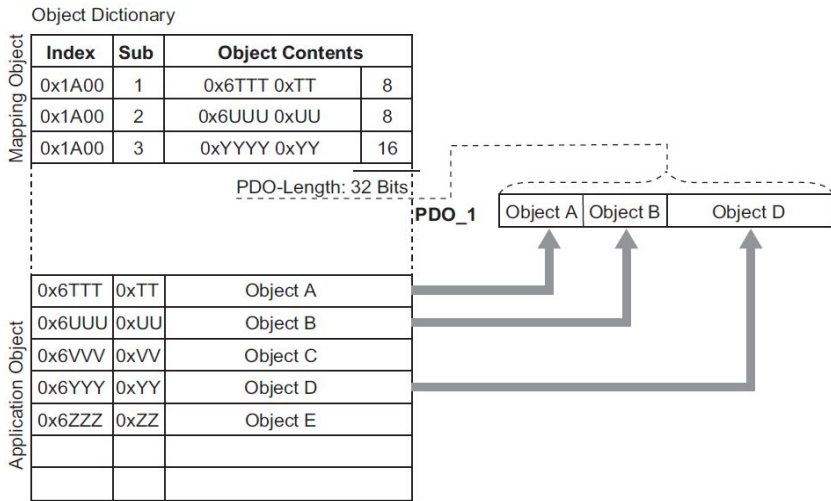 Object Dictionary
Mapping Object
Index Sub Object Contents
0x1A00 1 0x6TTT 0xTT 8
0x1A00 2 0x6UUU 0xUU 8
0x1A00 3 0xYYYY 0xYY 16
PDO-Length: 32 Bits
PDO_1 Object A Object B Object D
Application Object
0x6TTT 0xTT Object A
0x6UUU 0xUU Object B
0x6VVV 0xVV Object C
0x6YYY 0xYY Object D
0x6ZZZ 0xZZ Object E